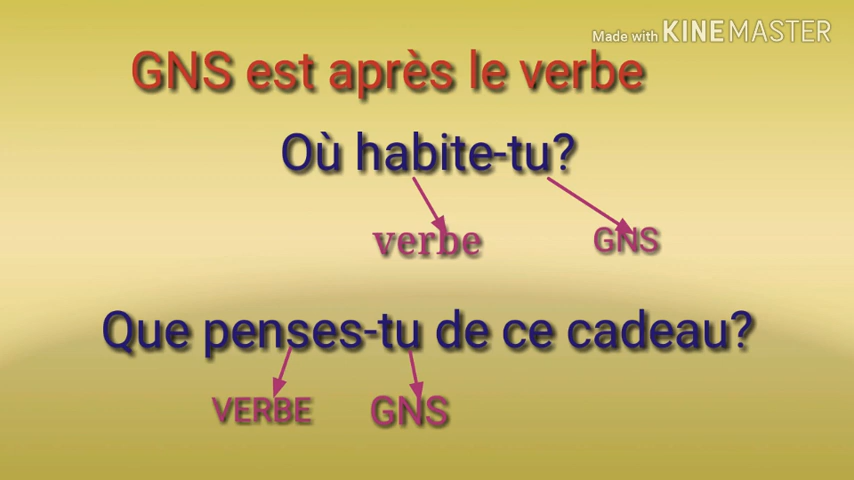 Made with KINEMASTER
GNS est après le verbe
Où habite-tu?
verbe GNS
Que penses-tu de ce cadeau?
VERBE GNS